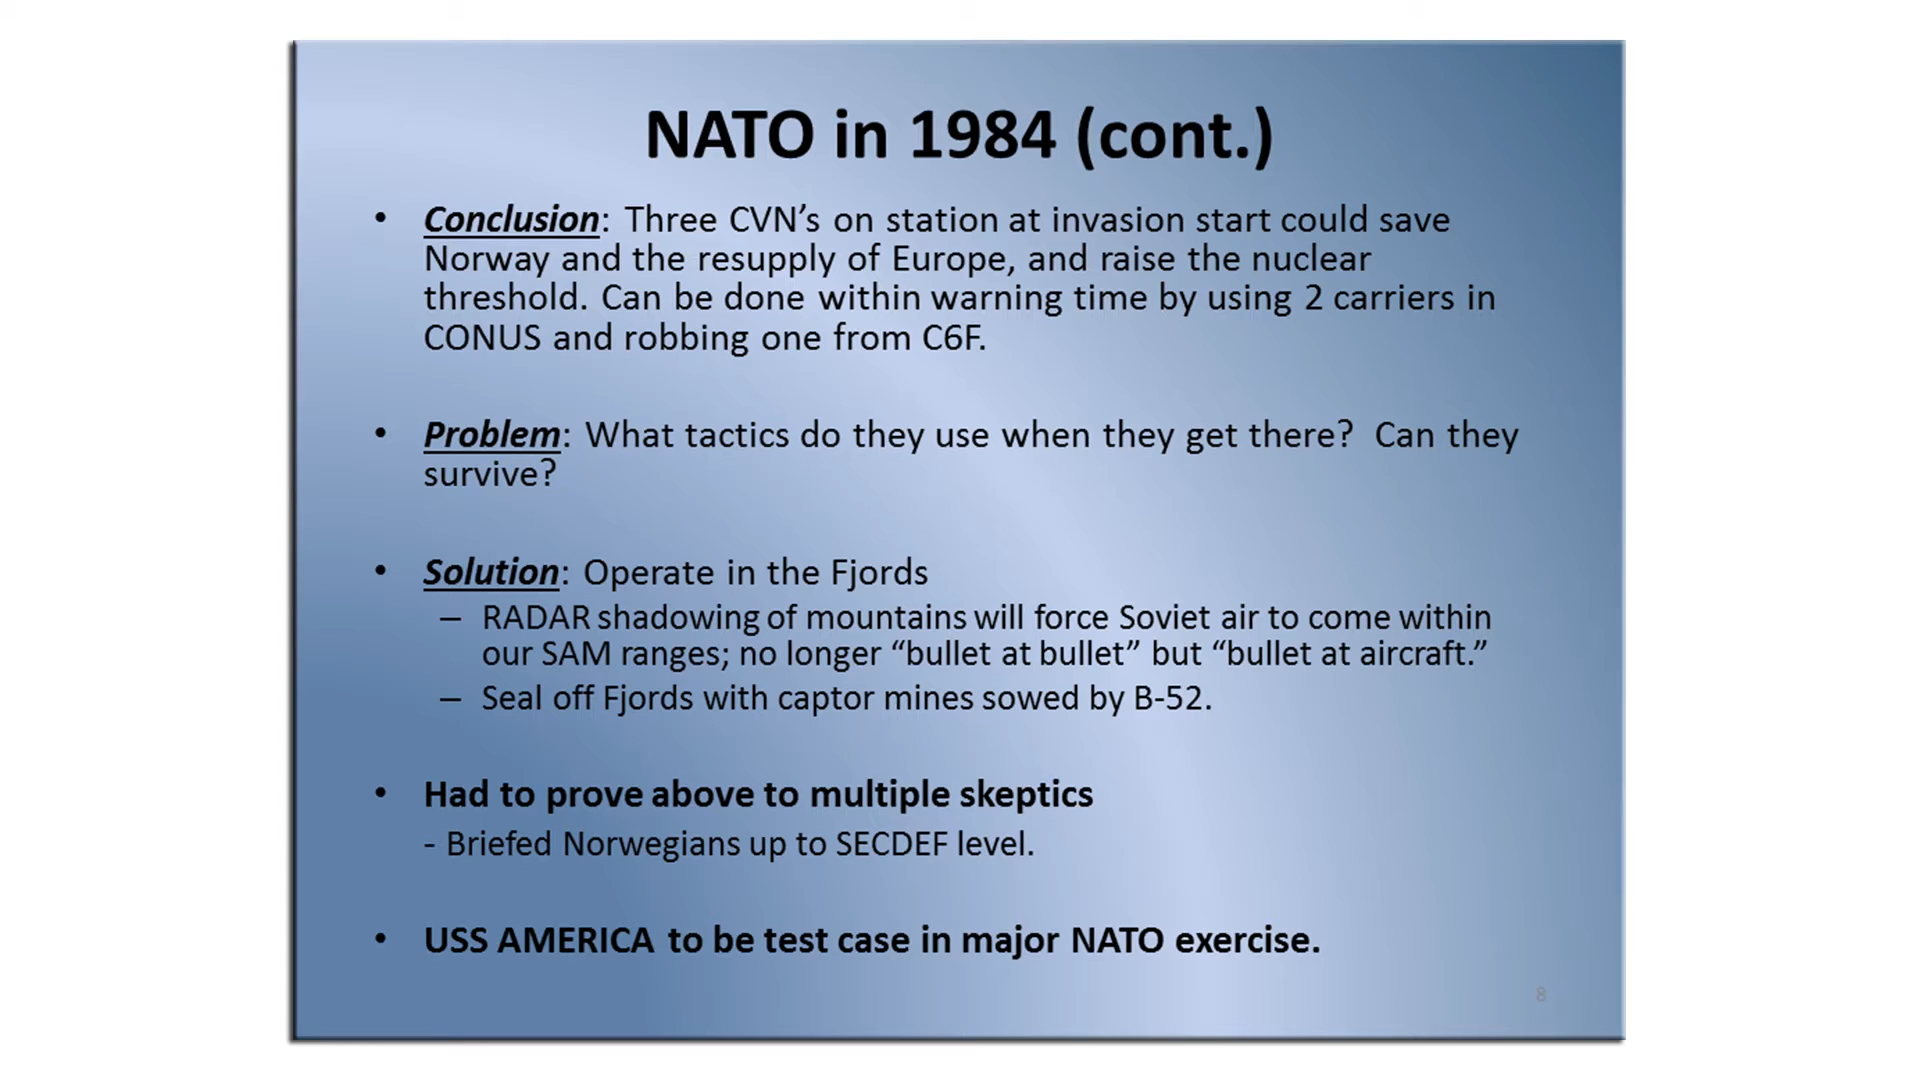 NATO in 1984 (cont.)
• Conclusion: Three CVN’s on station at invasion start could save
Norway and the resupply of Europe, and raise the nuclear
threshold. Can be done within warning time by using 2 carriers in
CONUS and robbing one from C6F.
• Problem: What tactics do they use when they get there? Can they
survive?
• Solution: Operate in the Fjords
– RADAR shadowing of mountains will force Soviet air to come within
our SAM ranges; no longer “bullet at bullet” but “bullet at aircraft.”
– Seal off Fjords with captor mines sowed by B-52.
• Had to prove above to multiple skeptics
- Briefed Norwegians up to SECDEF level.
• USS AMERICA to be test case in major NATO exercise.
8